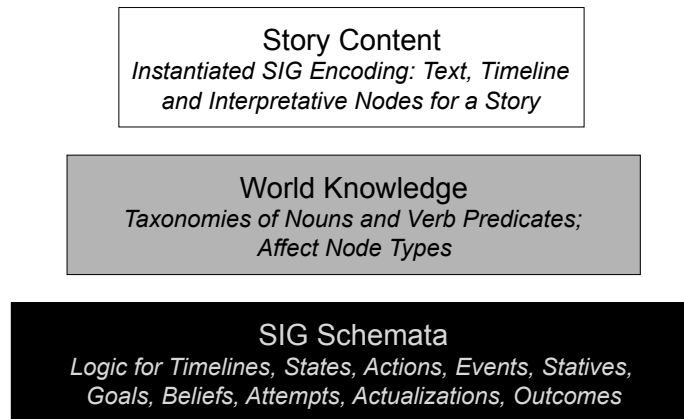 Story Content
Instantiated SIG Encoding: Text, Timeline
and Interpretative Nodes for a Story
World Knowledge
Taxonomies of Nouns and Verb Predicates;
Affect Node Types
SIG Schemata
Logic for Timelines, States, Actions, Events, Statives,
Goals, Beliefs, Attempts, Actualizations, Outcomes